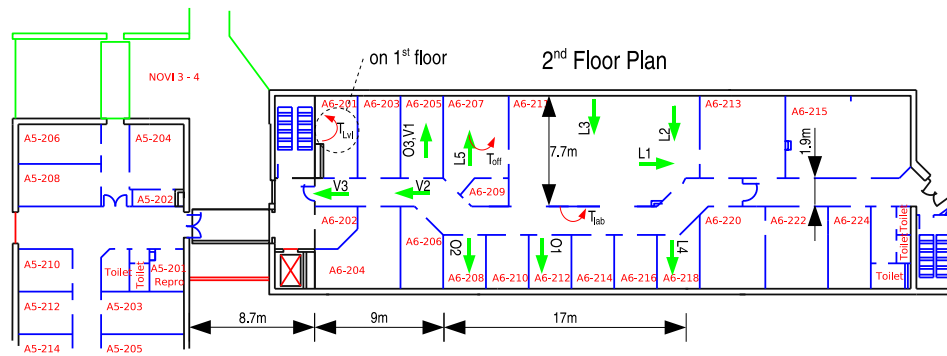 on 1st floor
2nd Floor Plan
NOVI 3 - 4
A6-201
A6-203
A6-205
A6-207
A6-211
A6-213
A6-215
A5-206
A5-204
TLvl
O3,V1
L5
Toff
L3
L2
7.7m
1.9m
L1
A5-208
A5-202
V3
V2
A6-209
Tlab
A6-202
A6-206
A6-220
A6-222
A6-224
Toilet
Toilet
A6-204
O2
O1
L4
A5-210
Toilet
Toilet
A5-201
Repro
A6-208
A6-210
A6-212
A6-214
A6-216
A6-218
Toilet
A5-212
A5-203
8.7m
9m
17m
A5-214
A5-205